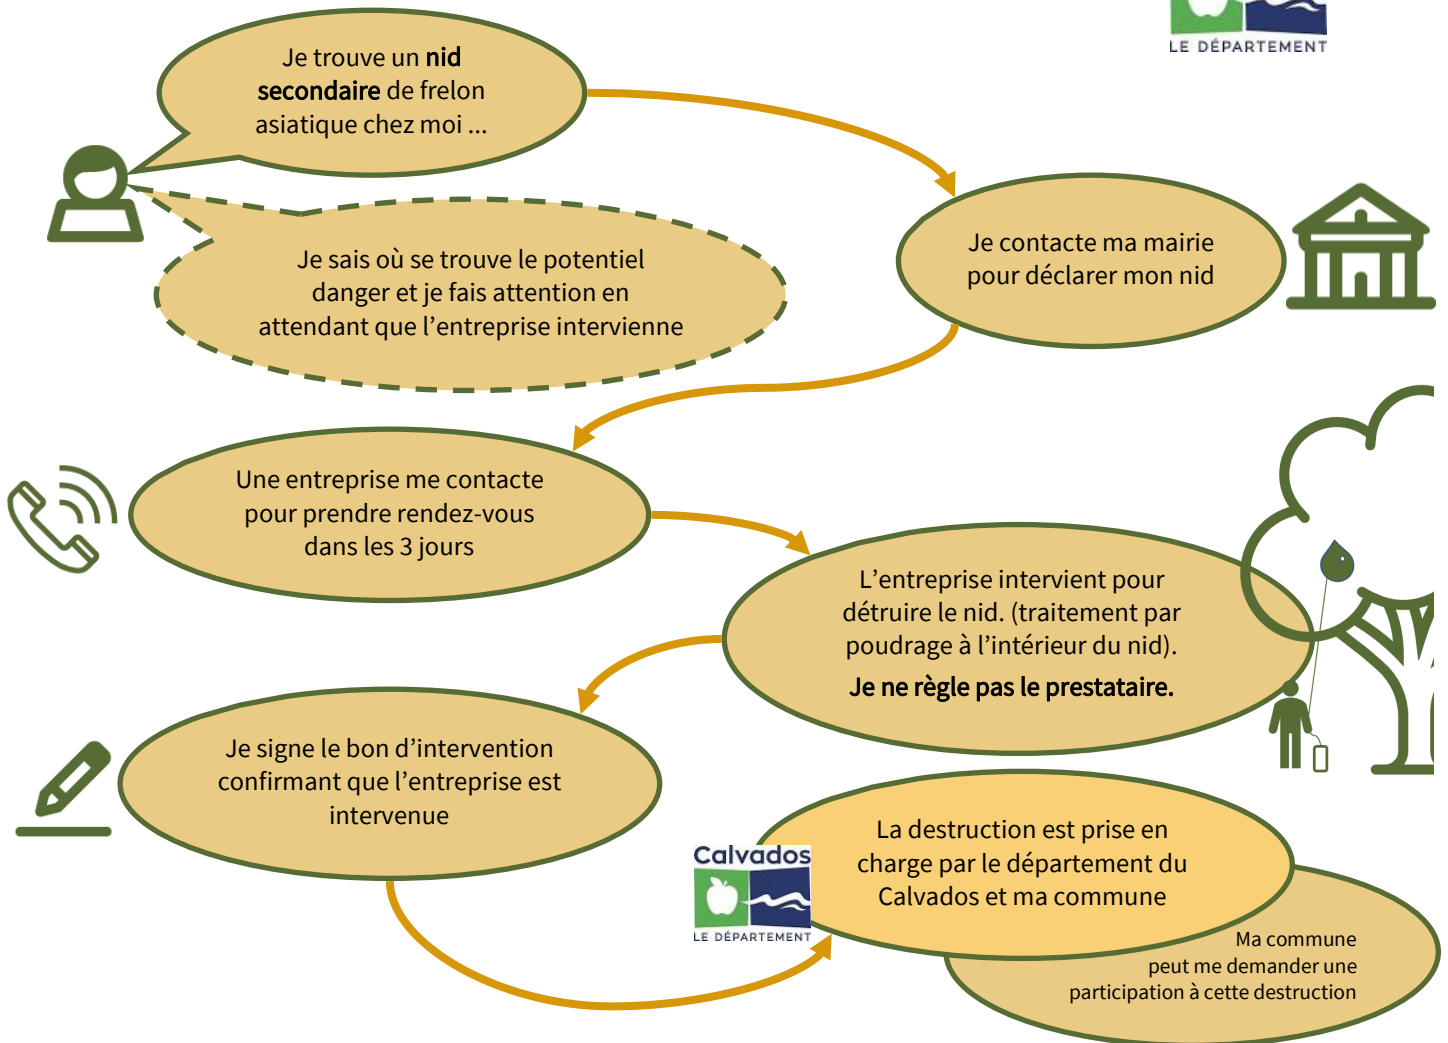 LE DÉPARTEMENT
Je trouve un nid
secondaire de frelon
asiatique chez moi ...
Je sais où se trouve le potentiel
danger et je fais attention en
attendant que l'entreprise intervienne
Je contacte ma mairie
pour déclarer mon nid
Une entreprise me contacte
pour prendre rendez-vous
dans les 3 jours
L'entreprise intervient pour
détruire le nid. (traitement par
poudrage à l'intérieur du nid).
Je ne règle pas le prestataire.
Je signe le bon d'intervention
confirmant que l'entreprise est
intervenue
Calvados
LE DÉPARTEMENT
La destruction est prise en
charge par le département du
Calvados et ma commune
Ma commune
peut me demander une
participation à cette destruction